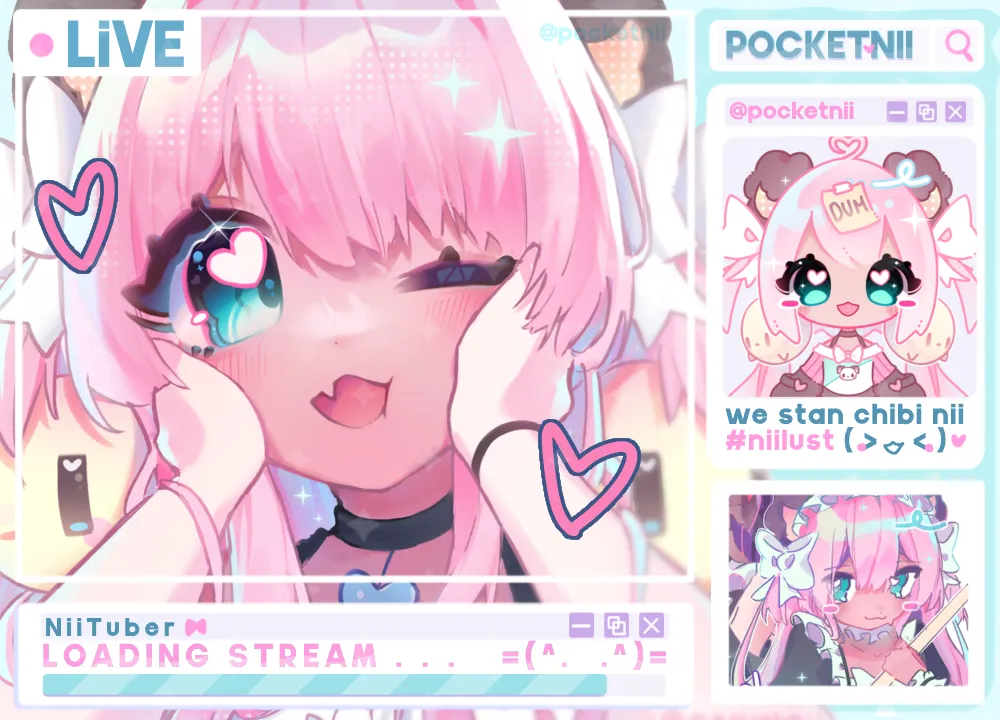 LiVE
@pocketnii
POCKETNII
@pocketnii
DUM
we stan chibi nii
#niilust (.> ᴗ <.)♥
NiiTuber
LOADING STREAM . . . =(^. .^)=